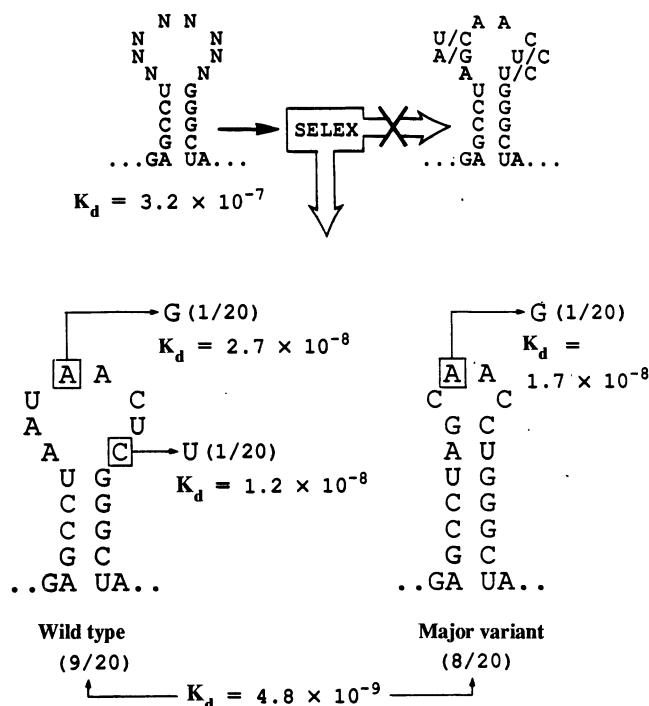 N N
N N
N N
N N
U G
C G
C G
G C
...GA UA...
K_d = 3.2 × 10⁻⁷
SELEX
A A
U/C C
A/G U/C/C
A U
U G
C G
C G
G C
...GA UA...
G (1/20)
K_d = 2.7 × 10⁻⁸
A A
U C
A U
A C
U (1/20)
K_d = 1.2 × 10⁻⁸
U G
C G
C G
G C
..GA UA..
Wild type
(9/20)
G (1/20)
K_d =
1.7 × 10⁻⁸
A A
C C
G C
A U
U G
C G
C G
G C
..GA UA..
Major variant
(8/20)
K_d = 4.8 × 10⁻⁹